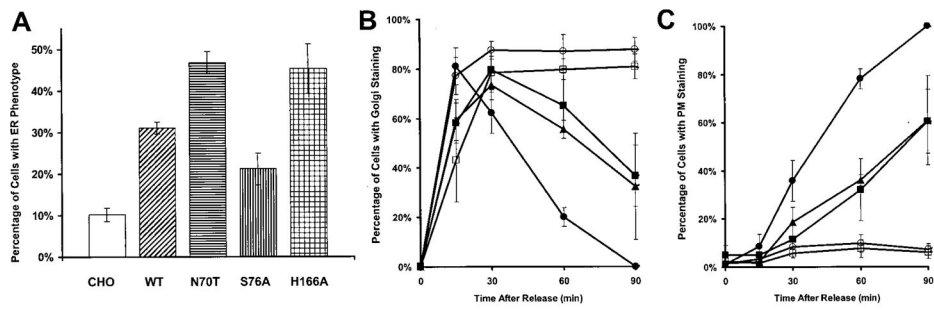 A
B
C
Percentage of Cells with ER Phenotype
50%
40%
30%
20%
10%
0%
CHO WT N70T S76A H166A
Percentage of Cells with Golgi Staining
100%
80%
60%
40%
20%
0%
0 30 60 90
Time After Release (min)
Percentage of Cells with PM Staining
100%
80%
60%
40%
20%
0%
0 30 60 90
Time After Release (min)